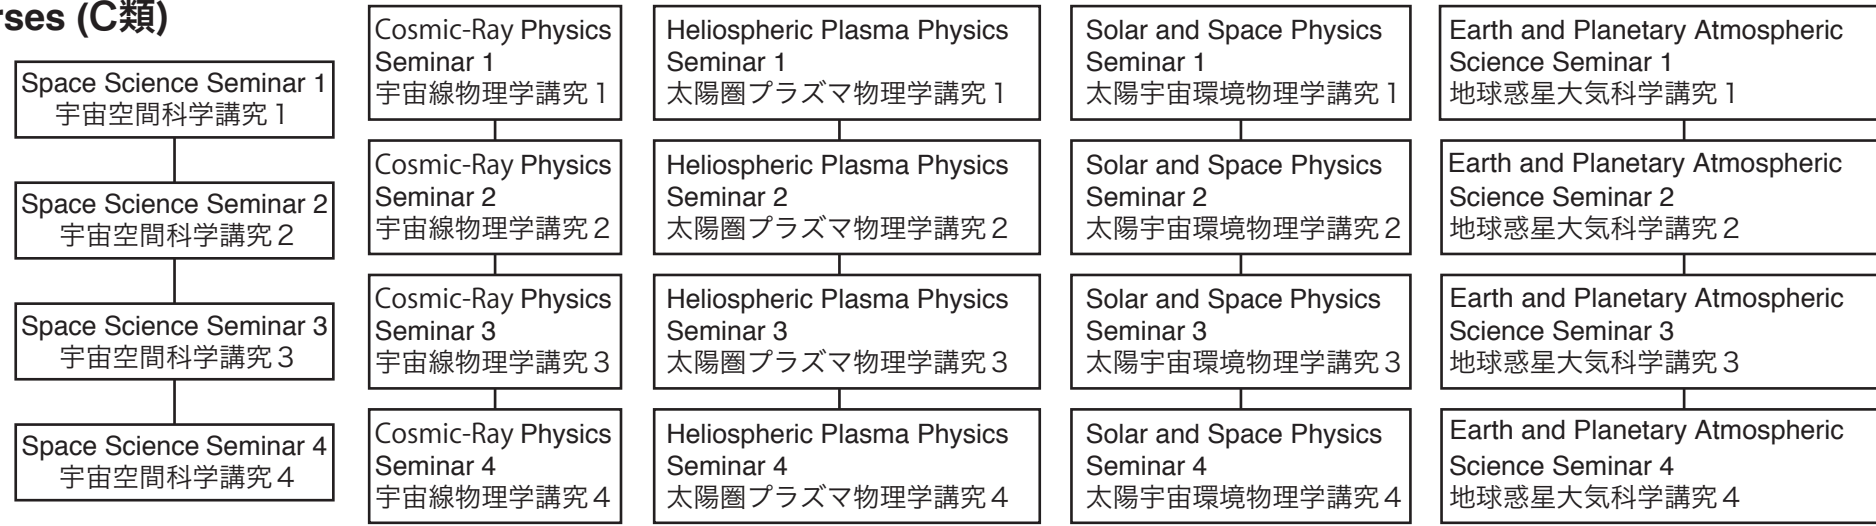 rses (C類)
Space Science Seminar 1
宇宙空間科学講究1
Space Science Seminar 2
宇宙空間科学講究2
Space Science Seminar 3
宇宙空間科学講究3
Space Science Seminar 4
宇宙空間科学講究4
Cosmic-Ray Physics
Seminar 1
宇宙線物理学講究1
Cosmic-Ray Physics
Seminar 2
宇宙線物理学講究2
Cosmic-Ray Physics
Seminar 3
宇宙線物理学講究3
Cosmic-Ray Physics
Seminar 4
宇宙線物理学講究4
Heliospheric Plasma Physics
Seminar 1
太陽圏プラズマ物理学講究1
Heliospheric Plasma Physics
Seminar 2
太陽圏プラズマ物理学講究2
Heliospheric Plasma Physics
Seminar 3
太陽圏プラズマ物理学講究3
Heliospheric Plasma Physics
Seminar 4
太陽圏プラズマ物理学講究4
Solar and Space Physics
Seminar 1
太陽宇宙環境物理学講究1
Solar and Space Physics
Seminar 2
太陽宇宙環境物理学講究2
Solar and Space Physics
Seminar 3
太陽宇宙環境物理学講究3
Solar and Space Physics
Seminar 4
太陽宇宙環境物理学講究4
Earth and Planetary Atmospheric
Science Seminar 1
地球惑星大気科学講究1
Earth and Planetary Atmospheric
Science Seminar 2
地球惑星大気科学講究2
Earth and Planetary Atmospheric
Science Seminar 3
地球惑星大気科学講究3
Earth and Planetary Atmospheric
Science Seminar 4
地球惑星大気科学講究4